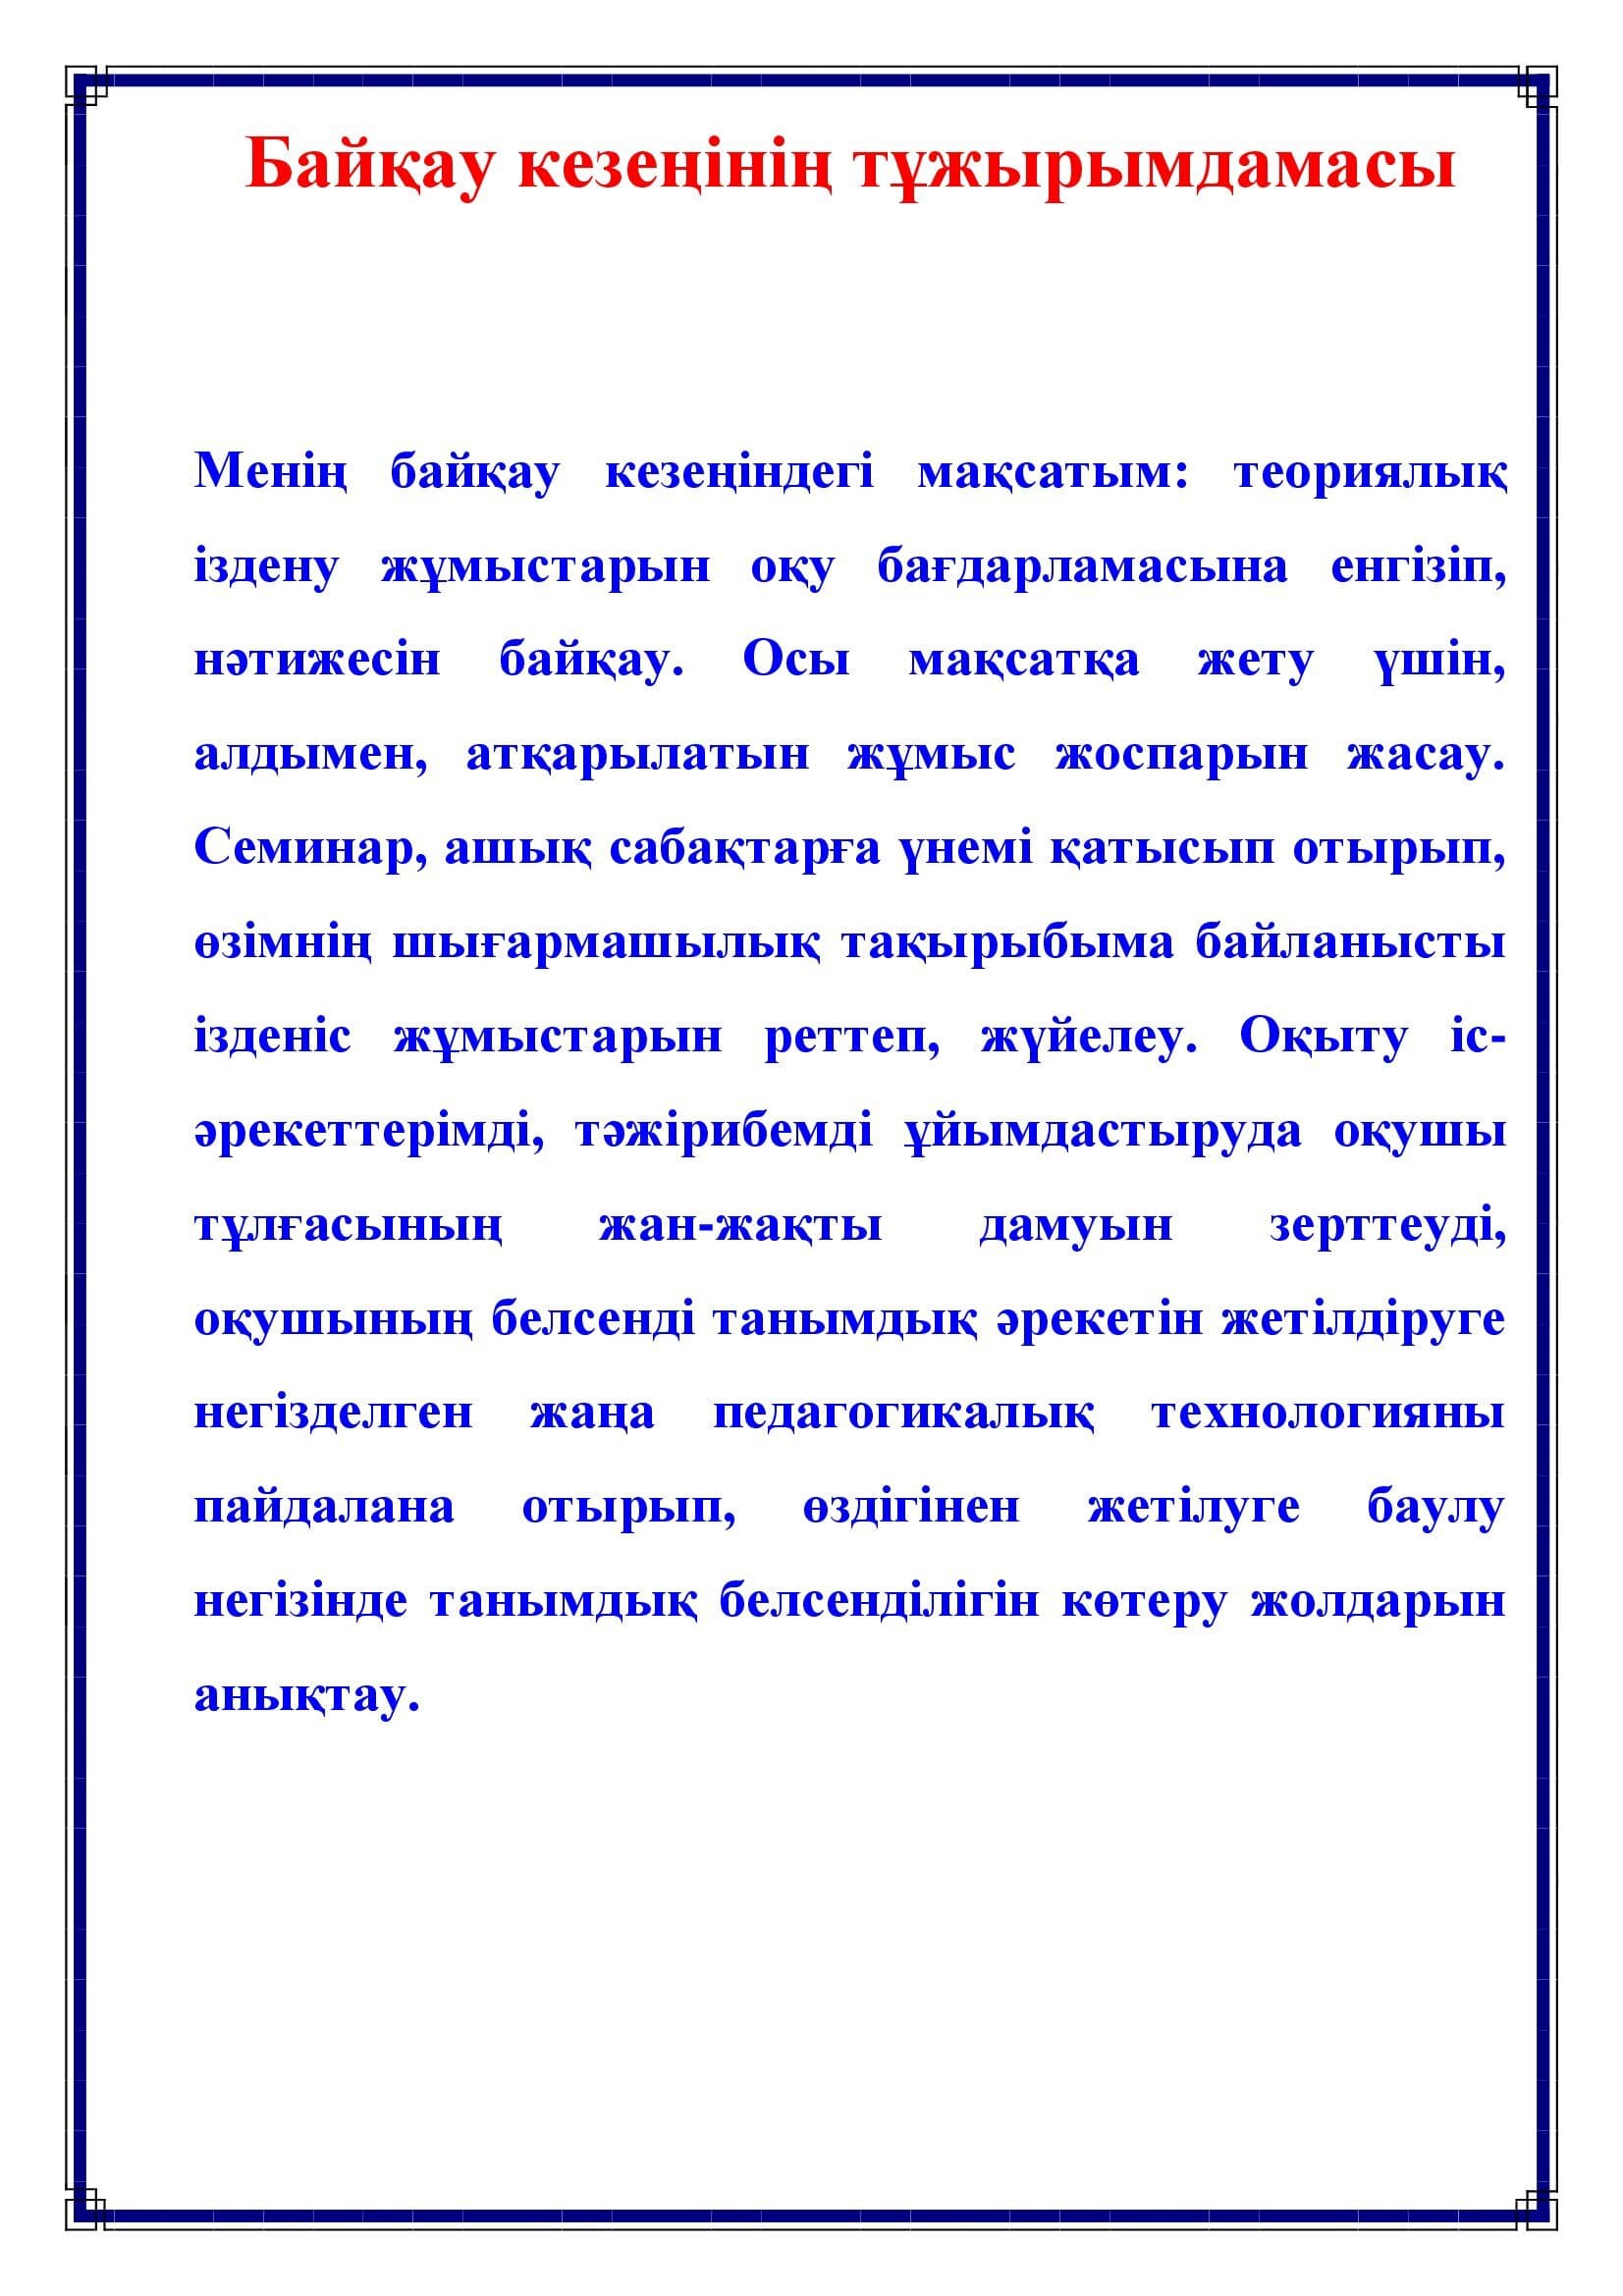 Байқау кезеңінің тұжырымдамасы
Менің байқау кезеңіндегі мақсатым: теориялық
іздену жұмыстарын оқу бағдарламасына енгізіп,
нәтижесін байқау. Осы мақсатқа жету үшін,
алдымен, атқарылатын жұмыс жоспарын жасау.
Семинар, ашық сабақтарға үнемі қатысып отырып,
өзімнің шығармашылық тақырыбыма байланысты
ізденіс жұмыстарын реттеп, жүйелеу. Оқыту іс-
әрекеттерімді, тәжірибемді ұйымдастыруда оқушы
тұлғасының жан-жақты дамуын зерттеуді,
оқушының белсенді танымдық әрекетін жетілдіруге
негізделген жаңа педагогикалық технологияны
пайдалана отырып, өздігінен жетілуге баулу
негізінде танымдық белсенділігін көтеру жолдарын
анықтау.